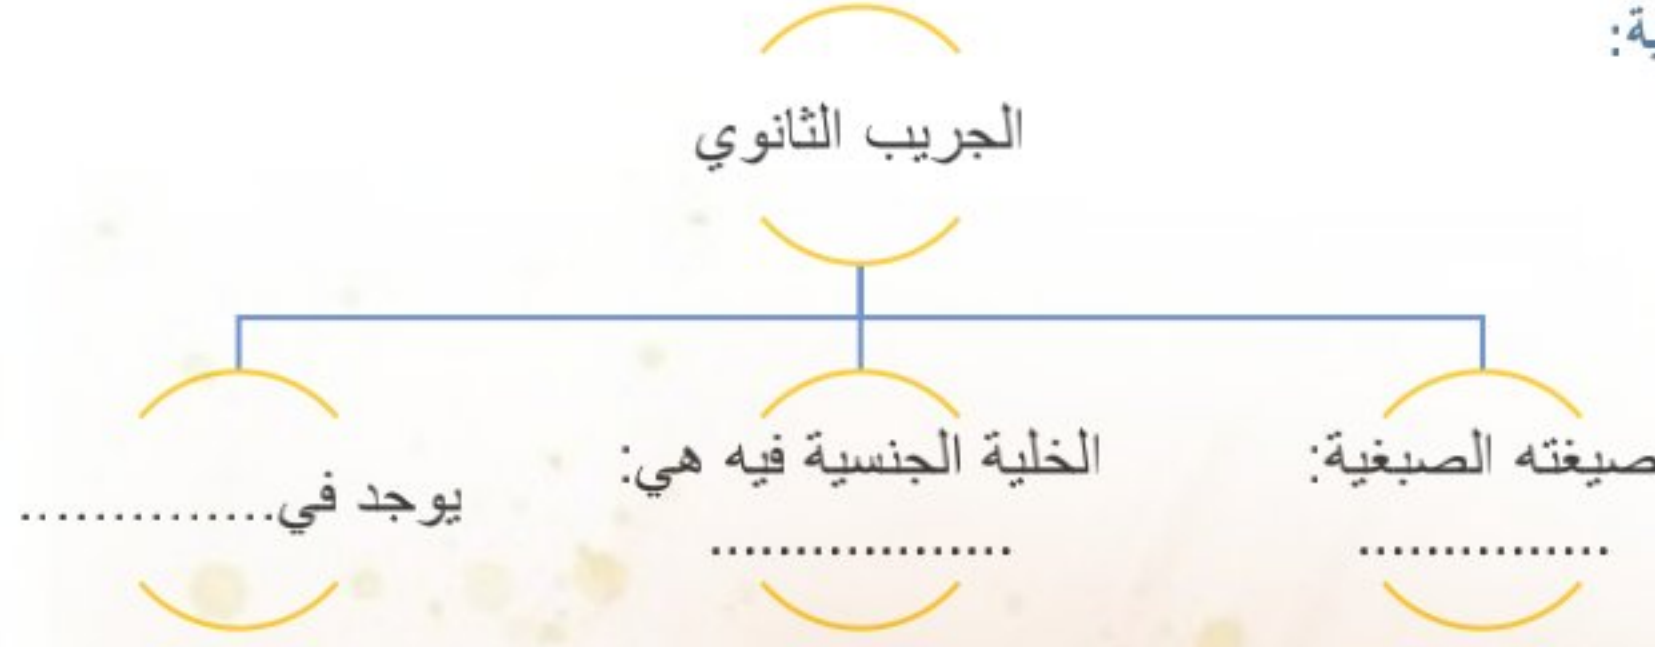 ية:
الجريب الثانوي
صيغته الصبغية:
...............
الخلية الجنسية فيه هي:
..................
يوجد في...............